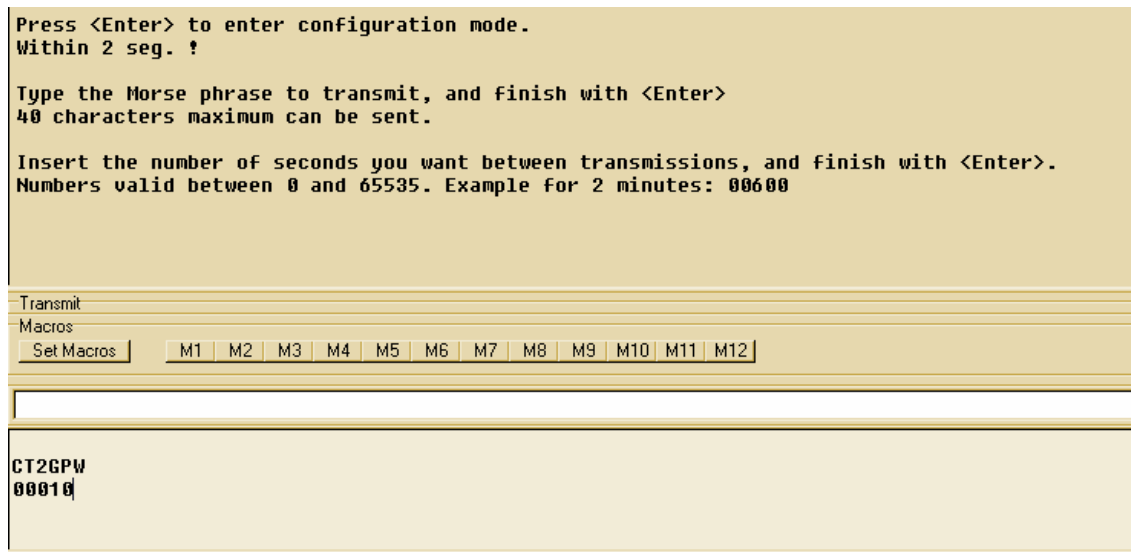 Press <Enter> to enter configuration mode.
Within 2 seg. !
Type the Morse phrase to transmit, and finish with <Enter>
40 characters maximum can be sent.
Insert the number of seconds you want between transmissions, and finish with <Enter>.
Numbers valid between 0 and 65535. Example for 2 minutes: 00600
Transmit
Macros
Set Macros M1 M2 M3 M4 M5 M6 M7 M8 M9 M10 M11 M12
CT2GPW
00010